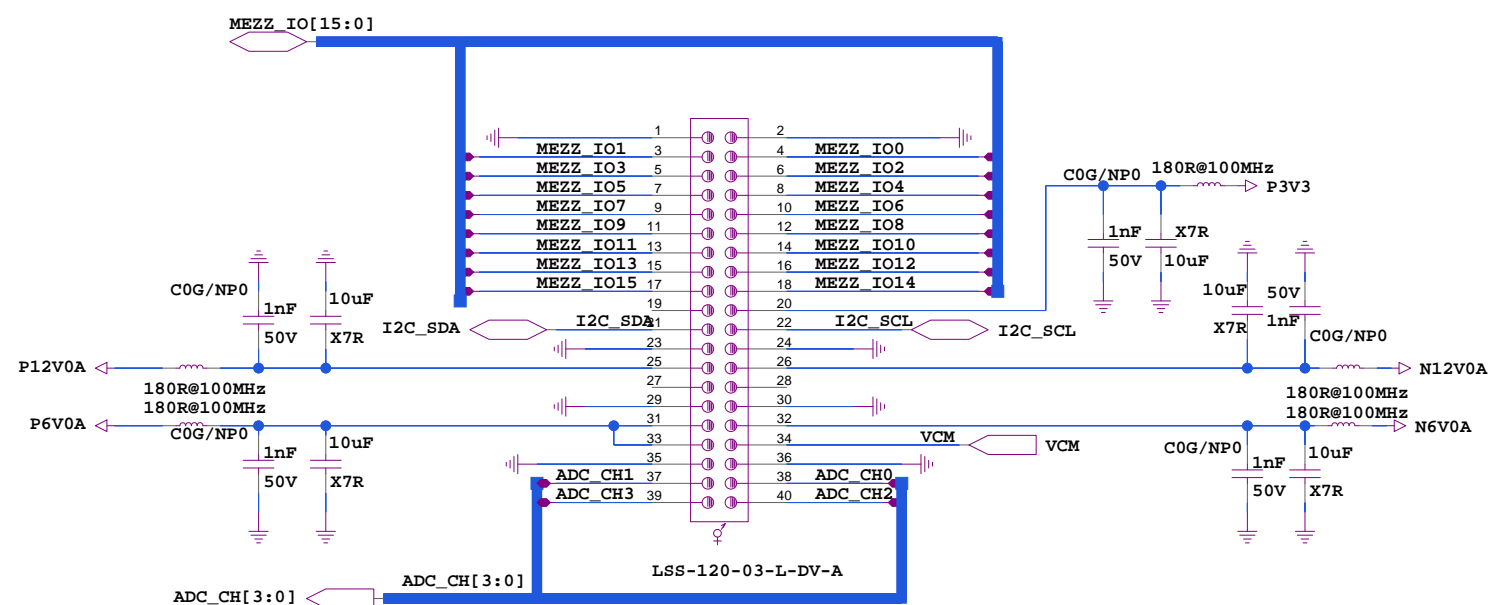 MEZZ_IO[15:0]
1 2
MEZZ_IO1 3 4 MEZZ_IO0
MEZZ_IO3 5 6 MEZZ_IO2
MEZZ_IO5 7 8 MEZZ_IO4
MEZZ_IO7 9 10 MEZZ_IO6
MEZZ_IO9 11 12 MEZZ_IO8
MEZZ_IO11 13 14 MEZZ_IO10
MEZZ_IO13 15 16 MEZZ_IO12
MEZZ_IO15 17 18 MEZZ_IO14
19 20
I2C_SDA I2C_SDA 21 22 I2C_SCL I2C_SCL
23 24
25 26
27 28
29 30
31 32
33 34 VCM VCM
35 36
ADC_CH1 37 38 ADC_CH0
ADC_CH3 39 40 ADC_CH2
LSS-120-03-L-DV-A
ADC_CH[3:0]
ADC_CH[3:0]
C0G/NP0
180R@100MHz
P3V3
1nF
50V
X7R
10uF
C0G/NP0
1nF
50V
10uF
X7R
P12V0A
180R@100MHz
180R@100MHz
P6V0A
C0G/NP0
1nF
50V
10uF
X7R
10uF
X7R
50V
1nF
C0G/NP0
N12V0A
180R@100MHz
180R@100MHz
N6V0A
C0G/NP0
1nF
50V
10uF
X7R